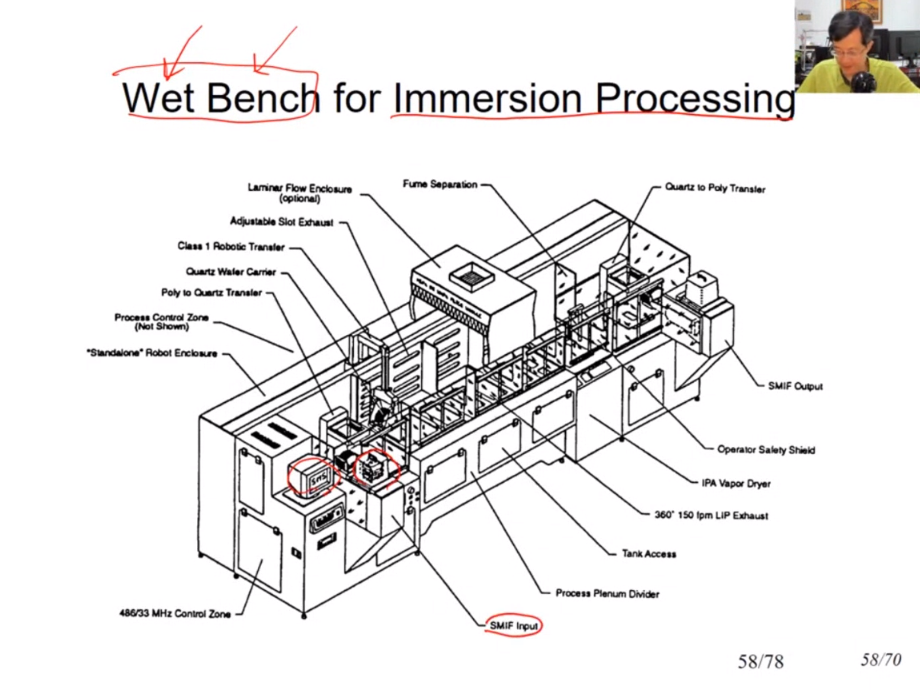 Wet Bench for Immersion Processing
Laminar Flow Enclosure
(optional)
Fume Separation
Quartz to Poly Transfer
Adjustable Slot Exhaust
Class 1 Robotic Transfer
Quartz Wafer Carrier
Poly to Quartz Transfer
Process Control Zone
(Not Shown)
"Standalone" Robot Enclosure
SMIF Output
Operator Safety Shield
IPA Vapor Dryer
360° 150 fpm LIP Exhaust
Tank Access
Process Plenum Divider
486/33 MHz Control Zone
SMIF Input
58/78
58/70